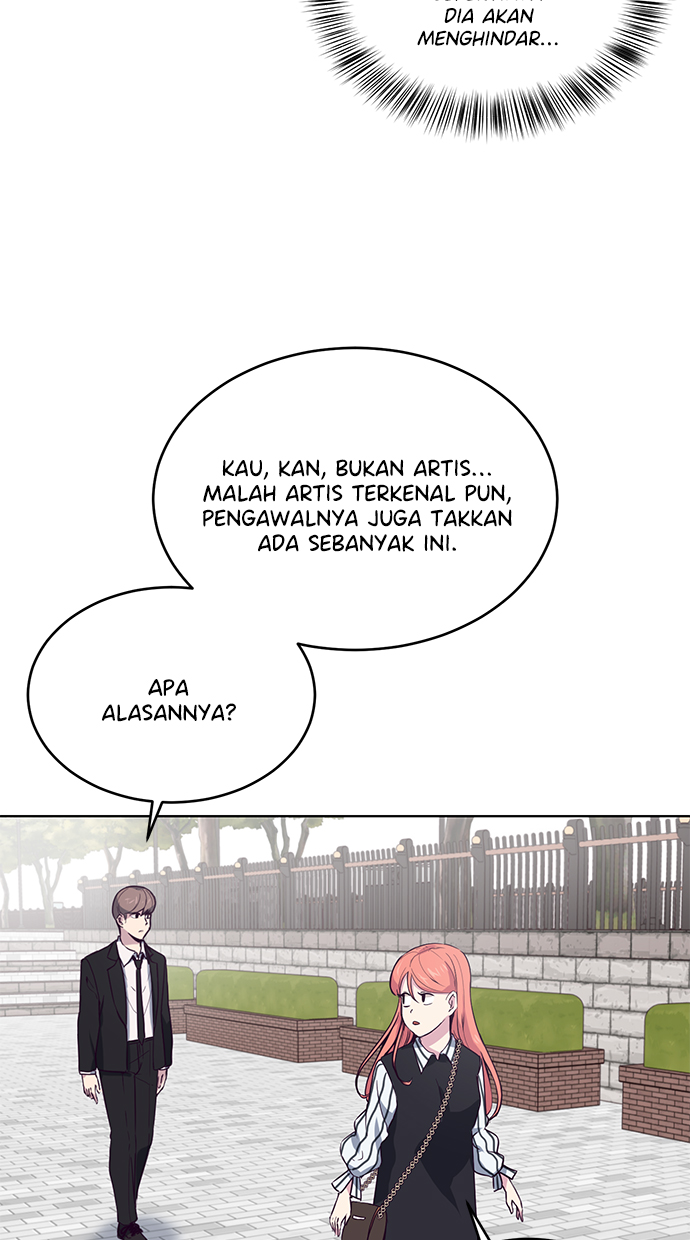 DIA AKAN
MENGHINDAR...
KAU, KAN, BUKAN ARTIS...
MALAH ARTIS TERKENAL PUN,
PENGAWALNYA JUGA TAKKAN
ADA SEBANYAK INI.
APA
ALASANNYA?